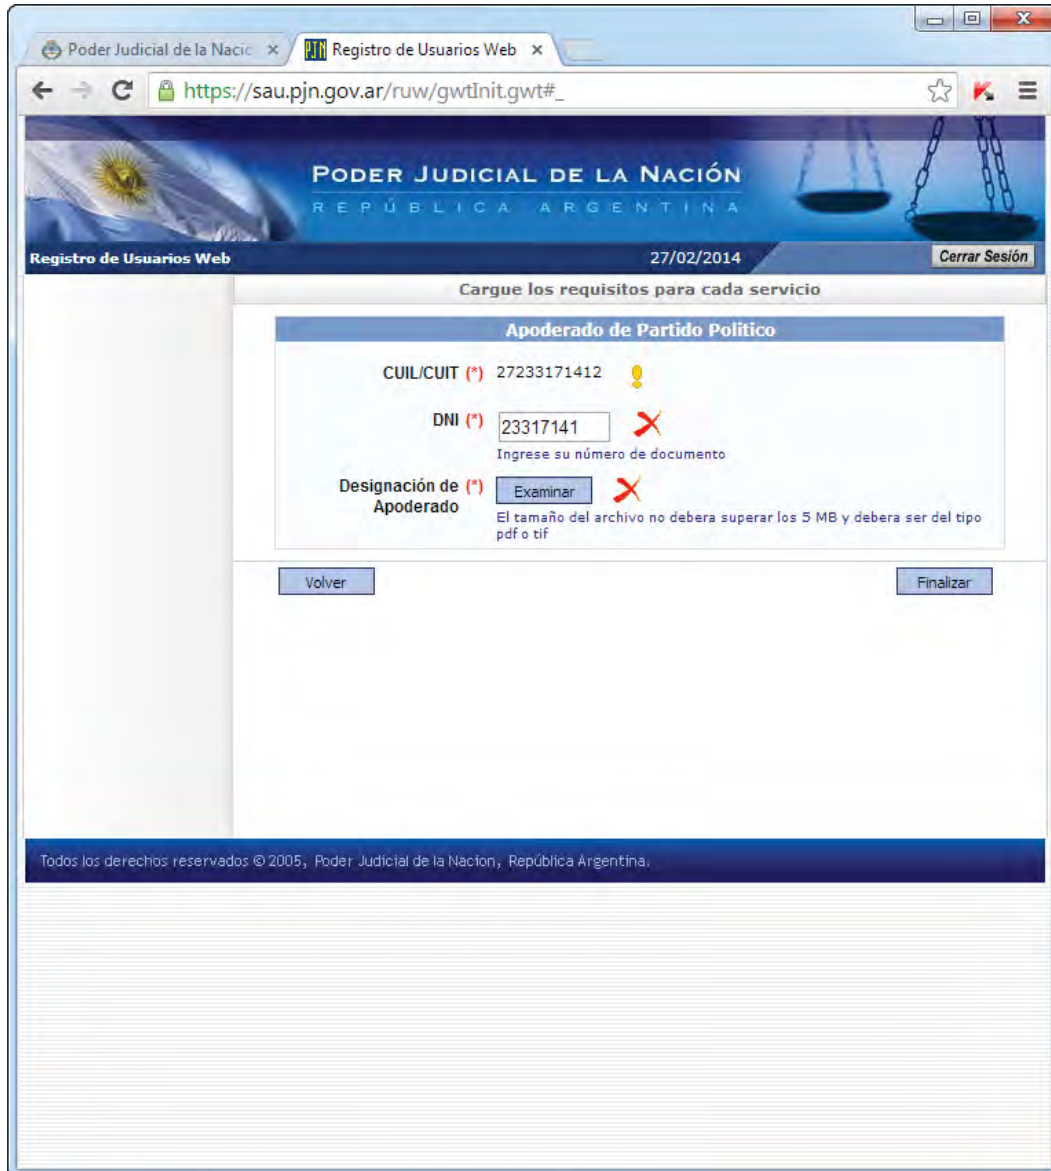 Poder Judicial de la Nacic
PJN Registro de Usuarios Web
https://sau.pjn.gov.ar/ruw/gwtInit.gwt#_
PODER JUDICIAL DE LA NACIÓN
REPÚBLICA ARGENTINA
Registro de Usuarios Web 27/02/2014 Cerrar Sesión
Cargue los requisitos para cada servicio
Apoderado de Partido Politico
CUIL/CUIT (*) 27233171412
DNI (*) 23317141
Ingrese su número de documento
Designación de (*) Examinar
Apoderado
El tamaño del archivo no debera superar los 5 MB y debera ser del tipo
pdf o tif
Volver Finalizar
Todos los derechos reservados © 2005, Poder Judicial de la Nacion, República Argentina.